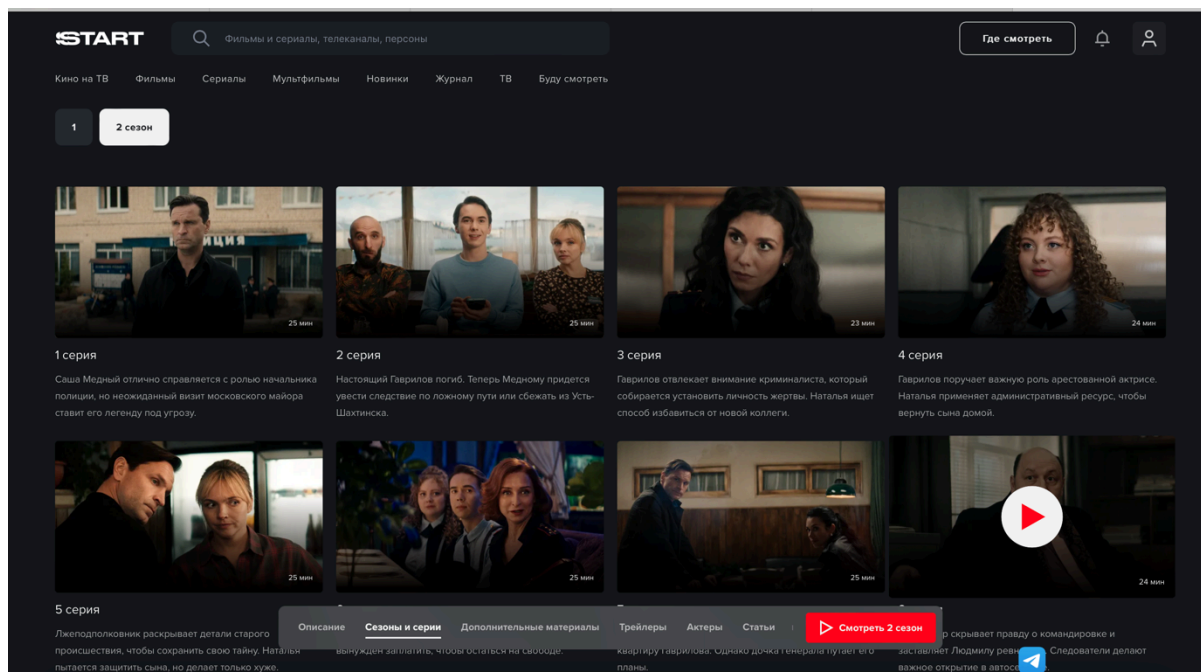 START
Фильмы и сериалы, телеканалы, персоны
Где смотреть
Кино на ТВ Фильмы Сериалы Мультфильмы Новинки Журнал ТВ Буду смотреть
1 2 сезон
25 мин 25 мин 23 мин 24 мин
1 серия
Саша Медный отлично справляется с ролью начальника
полиции, но неожиданный визит московского майора
ставит его легенду под угрозу.
2 серия
Настоящий Гаврилов погиб. Теперь Медному придется
увести следствие по ложному пути или сбежать из Усть-
Шахтинска.
3 серия
Гаврилов отвлекает внимание криминалиста, который
собирается установить личность жертвы. Наталья ищет
способ избавиться от новой коллеги.
4 серия
Гаврилов поручает важную роль арестованной актрисе.
Наталья применяет административный ресурс, чтобы
вернуть сына домой.
25 мин 25 мин 25 мин 24 мин
5 серия
Лжеподполковник раскрывает детали старого
происшествия, чтобы сохранить свою тайну. Наталья
пытается защитить сына, но делает только хуже.
вынужден заплатить, чтобы остаться на свободе.
квартиру Гаврилова. Однако дочка генерала путает его
планы.
скрывает правду о командировке и
заставляет Людмилу Следователи делают
важное открытие в
Описание Сезоны и серии Дополнительные материалы Трейлеры Актеры Статьи Смотреть 2 сезон